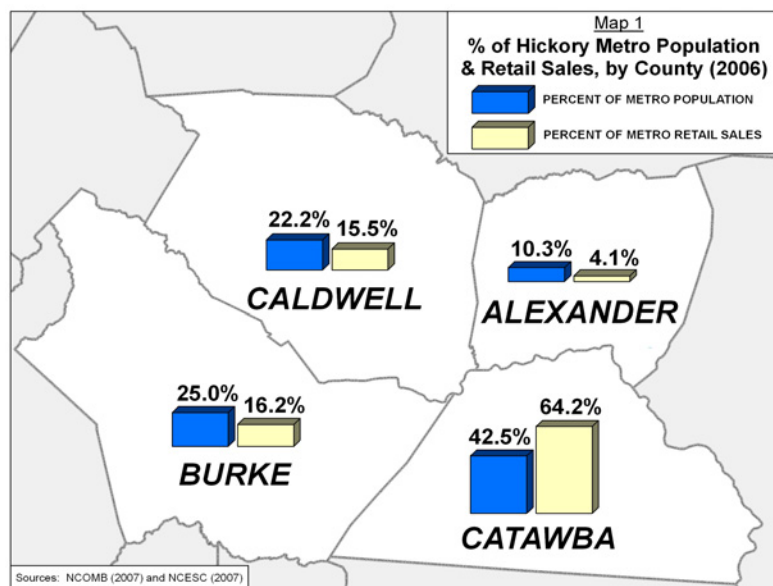 Map 1
% of Hickory Metro Population
& Retail Sales, by County (2006)
PERCENT OF METRO POPULATION
PERCENT OF METRO RETAIL SALES
22.2% 15.5%
CALDWELL
10.3% 4.1%
ALEXANDER
25.0% 16.2%
BURKE
42.5% 64.2%
CATAWBA
Sources: NCOMB (2007) and NCESC (2007)